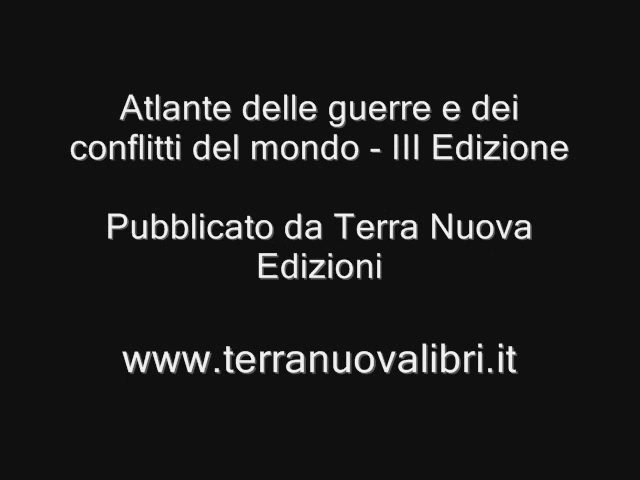 Atlante delle guerre e dei
conflitti del mondo - III Edizione
Pubblicato da Terra Nuova
Edizioni
www.terranuovalibri.it